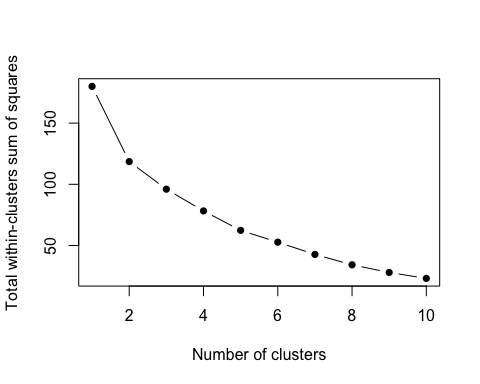 Total within-clusters sum of squares
150
100
50
2 4 6 8 10
Number of clusters